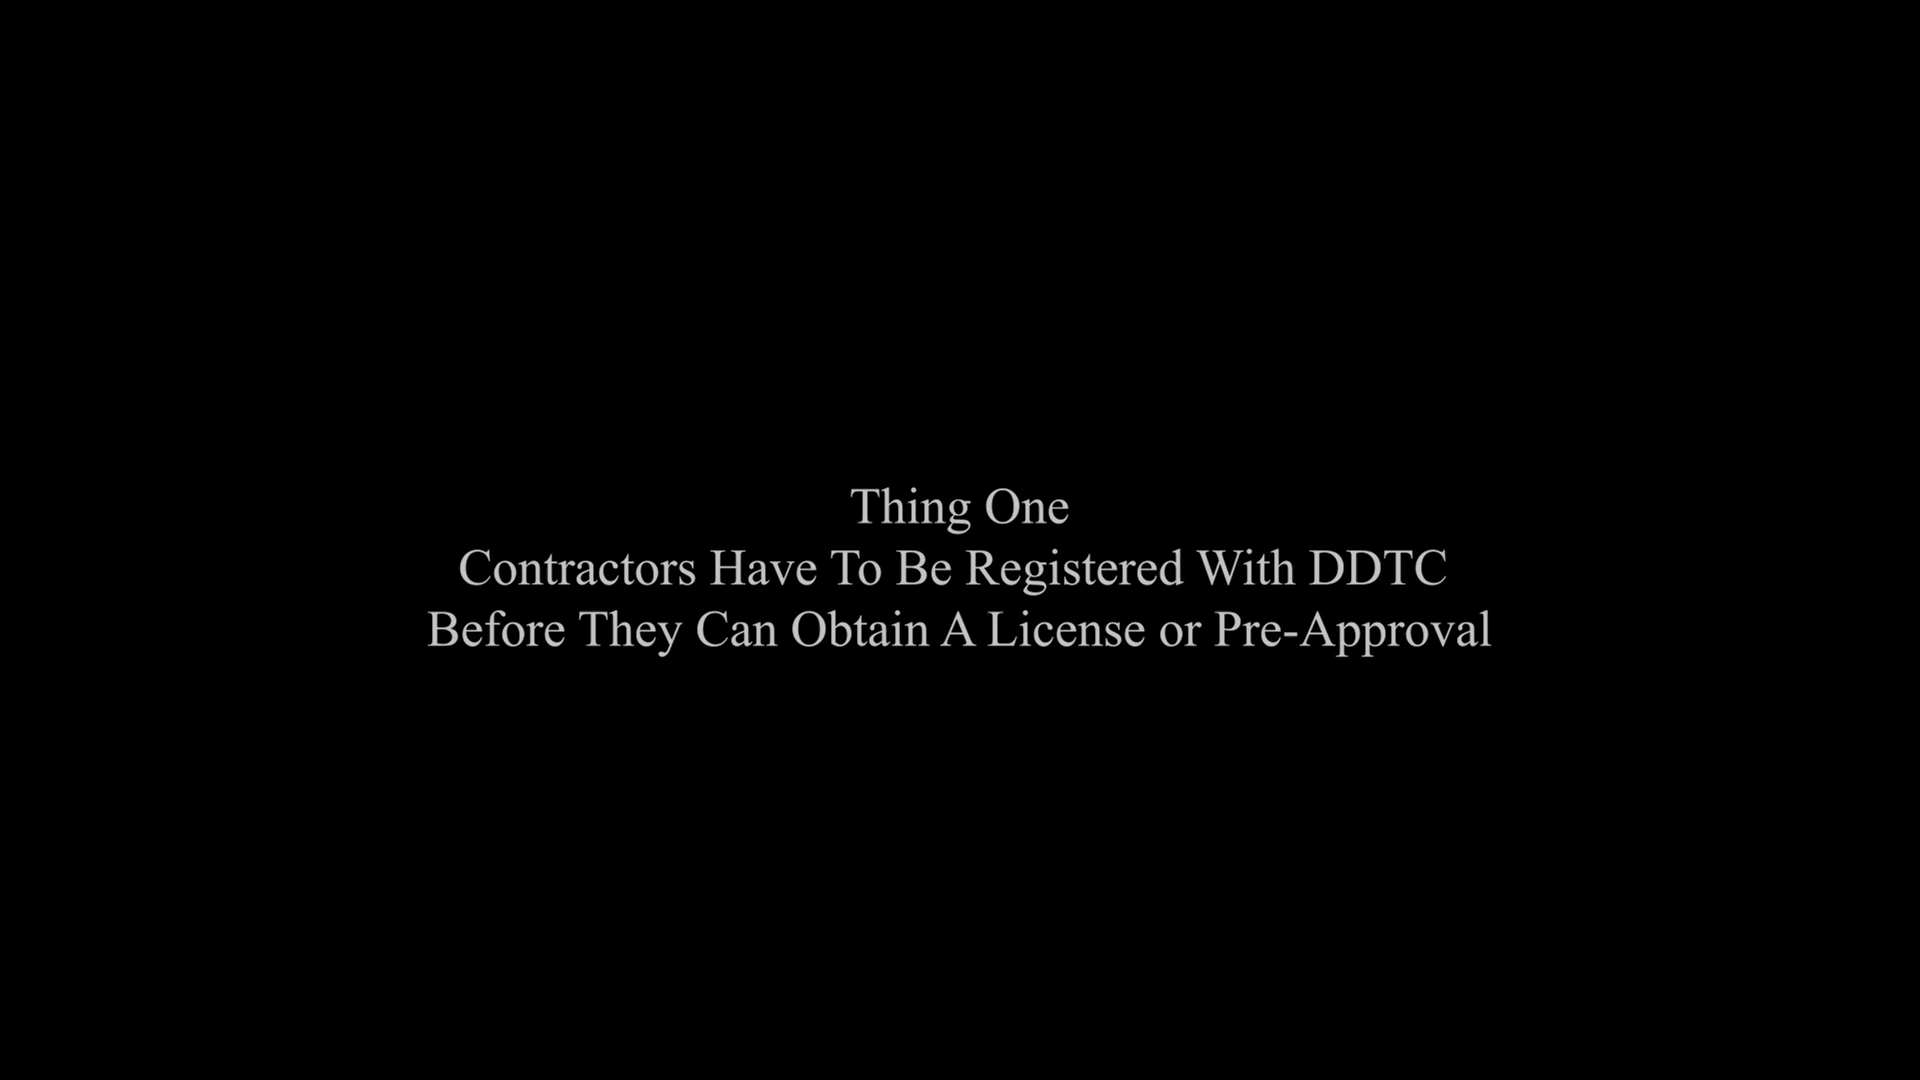 Thing One
Contractors Have To Be Registered With DDTC
Before They Can Obtain A License or Pre-Approval